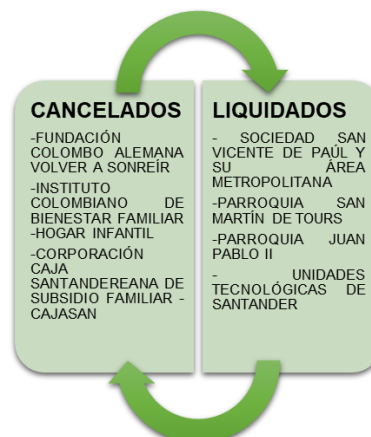 CANCELADOS
-FUNDACIÓN
COLOMBO ALEMANA
VOLVER A SONREÍR
-INSTITUTO
COLOMBIANO DE
BIENESTAR FAMILIAR
-HOGAR INFANTIL
-CORPORACIÓN
CAJA
SANTANDEREANA DE
SUBSIDIO FAMILIAR -
CAJASAN
LIQUIDADOS
- SOCIEDAD SAN
VICENTE DE PAÚL Y
SU ÁREA
METROPOLITANA
-PARROQUIA SAN
MARTÍN DE TOURS
-PARROQUIA JUAN
PABLO II
- UNIDADES
TECNOLÓGICAS DE
SANTANDER